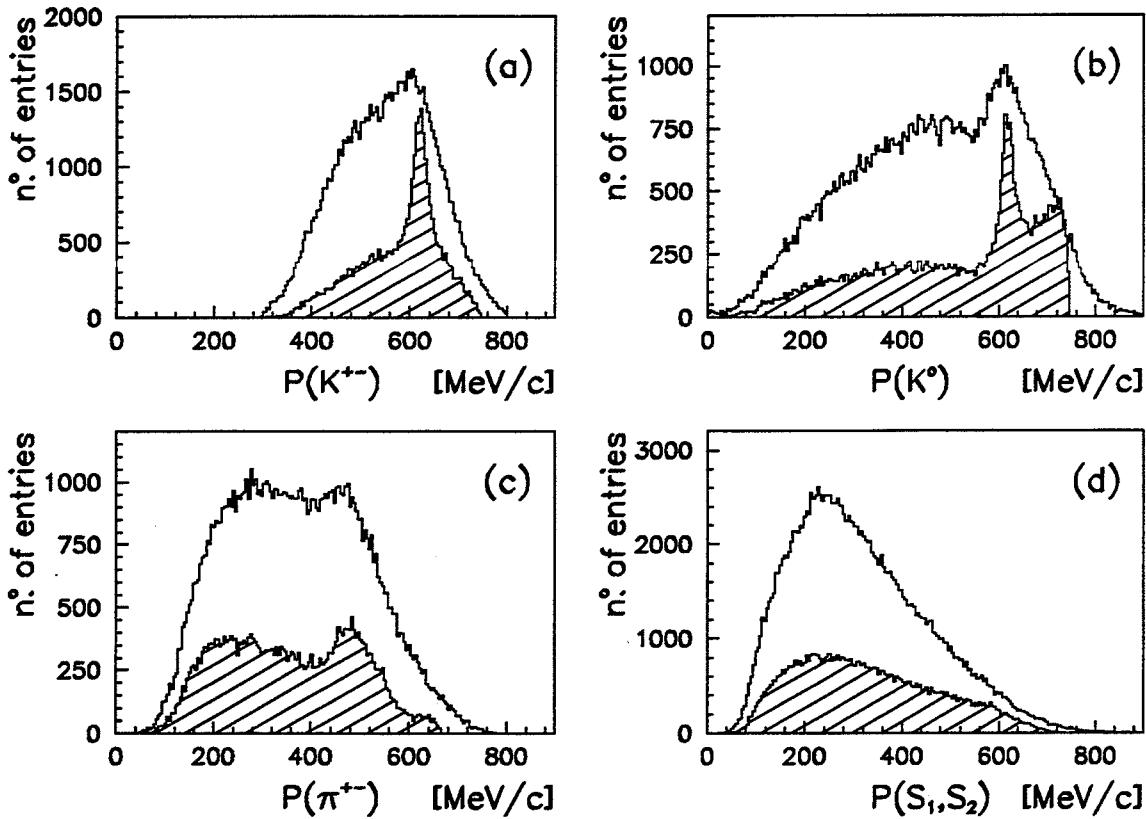 (a)
n.° of entries
2000
1500
1000
500
0
0 200 400 600 800
P(K⁺⁻) [MeV/c]
(b)
n.° of entries
1000
750
500
250
0
0 200 400 600 800
P(K°) [MeV/c]
(c)
n.° of entries
1000
750
500
250
0
0 200 400 600 800
P(π⁺⁻) [MeV/c]
(d)
n.° of entries
3000
2000
1000
0
0 200 400 600 800
P(S₁,S₂) [MeV/c]